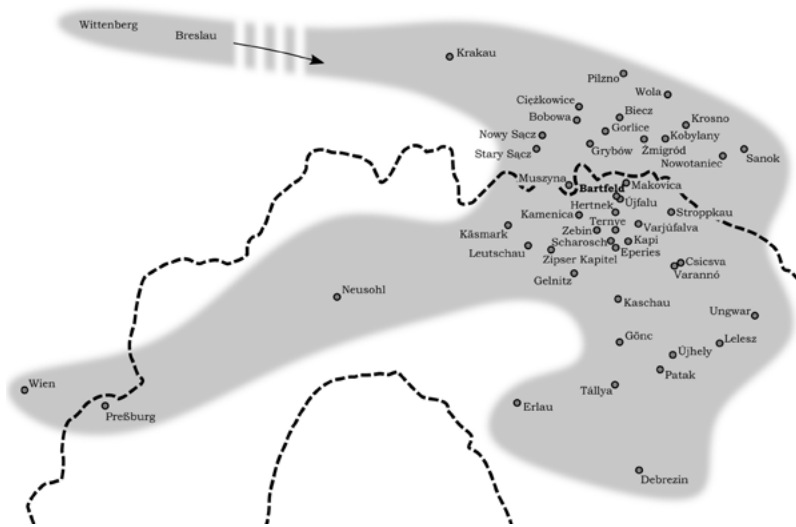 Wittenberg
Breslau
Krakau
Pilzno
Wola
Ciężkowice
Biecz
Bobowa
Krosno
Gorlice
Nowy Sącz
Kobylany
Stary Sącz
Grybów
Żmigród
Nowotaniec
Sanok
Muszyna
Bartfeld
Makovica
Hertnek
Újfalu
Kamenica
Stroppkau
Ternye
Käsmark
Zebin
Varjúfalva
Scharosch
Kapi
Leutschau
Eperies
Zipser Kapitel
Csicsva
Varannó
Gelnitz
Neusohl
Kaschau
Ungwar
Gönc
Lelesz
Újhely
Patak
Wien
Tállya
Erlau
Preßburg
Debrezin